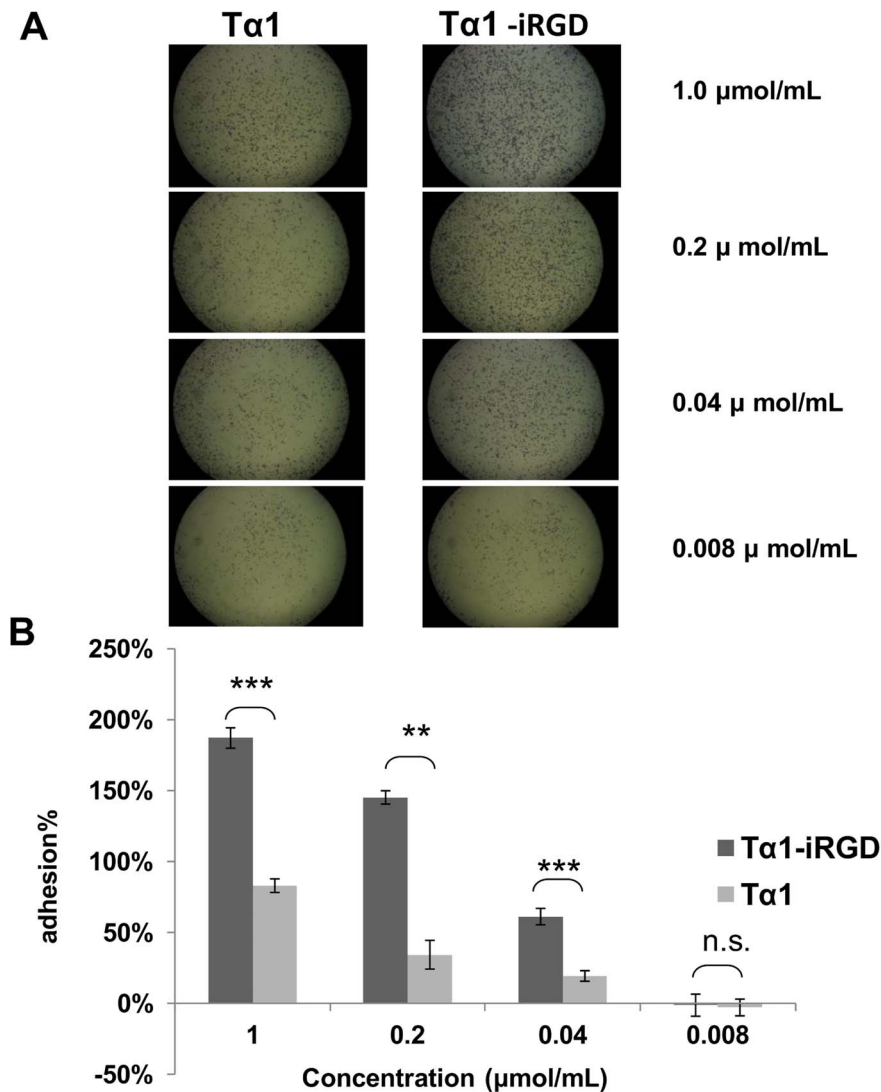 A
Tα1
Tα1 -iRGD
1.0 µmol/mL
0.2 µ mol/mL
0.04 µ mol/mL
0.008 µ mol/mL
B
250%
200%
150%
100%
50%
0%
-50%
adhesion%
***
**
***
n.s.
Tα1-iRGD
Tα1
1 0.2 0.04 0.008
Concentration (µmol/mL)